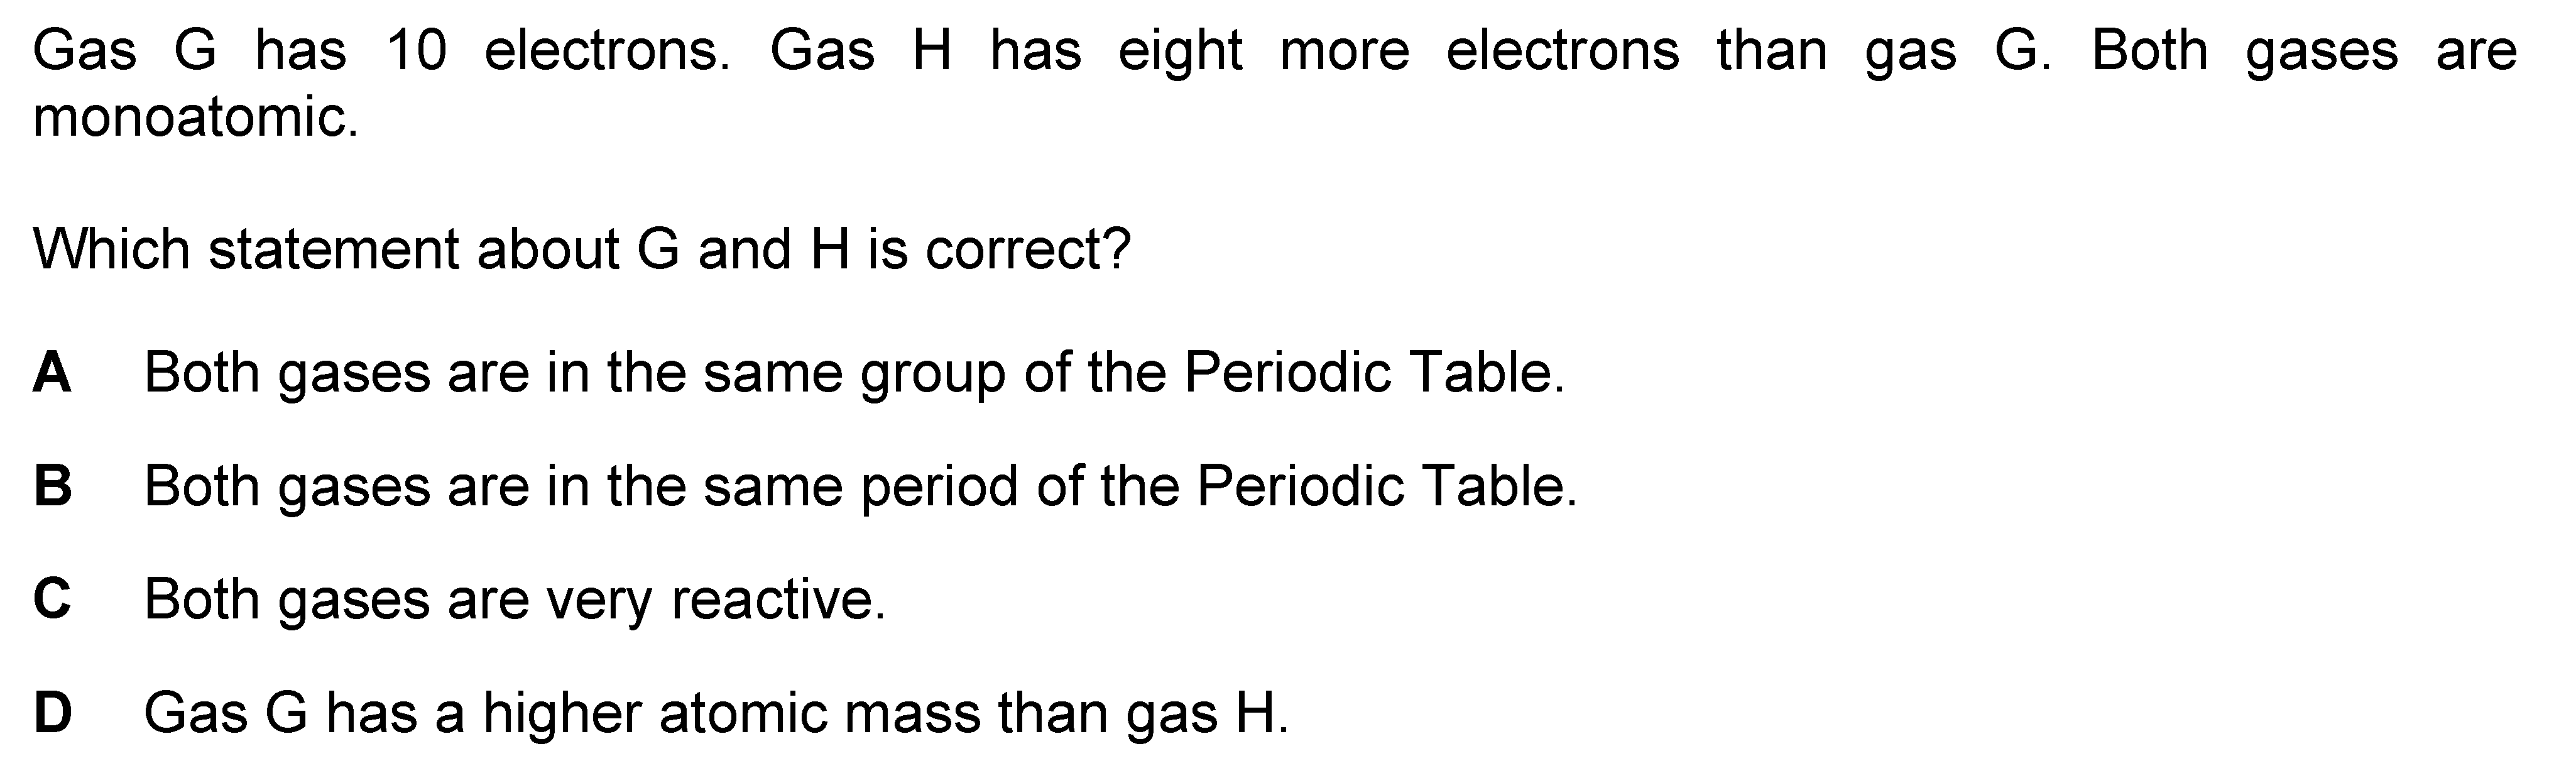 Gas G has 10 electrons. Gas H has eight more electrons than gas G. Both gases are
monoatomic.
Which statement about G and H is correct?
A Both gases are in the same group of the Periodic Table.
B Both gases are in the same period of the Periodic Table.
C Both gases are very reactive.
D Gas G has a higher atomic mass than gas H.